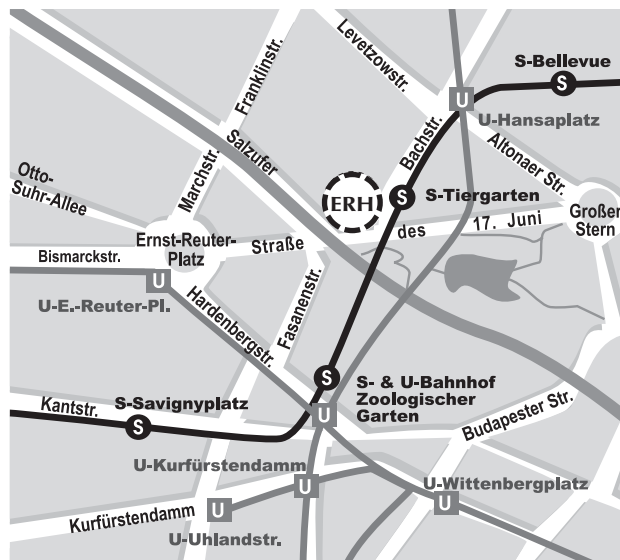 Levetzowstr.
S-Bellevue
S
Franklinstr.
U
U-Hansaplatz
Salzufer
Bachstr.
Altonaer Str.
Otto-
Suhr-Allee
Marchstr.
ERH
S
S-Tiergarten
Großer
Stern
Ernst-Reuter-
Platz
Straße
des
17. Juni
Bismarckstr.
U
U-E.-Reuter-Pl.
Hardenbergstr.
Fasanenstr.
S
S- & U-Bahnhof
Zoologischer
Garten
Kantstr.
S-Savignyplatz
S
U
Budapester Str.
U-Kurfürstendamm
U
U-Wittenbergplatz
U
Kurfürstendamm
U
U-Uhlandstr.